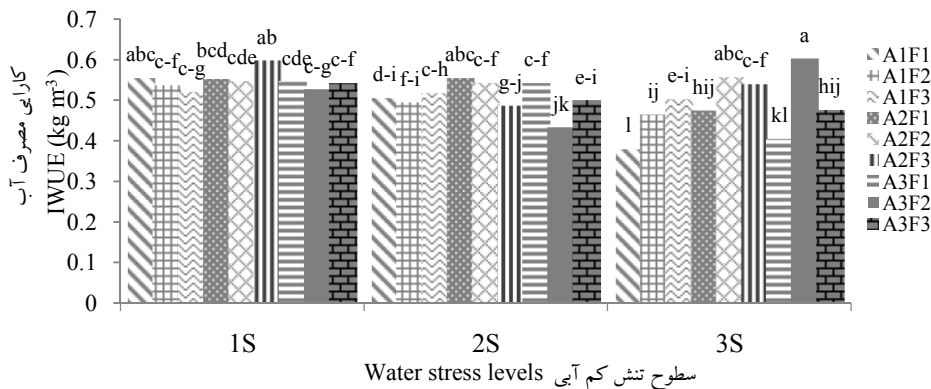 کارایی مصرف آب
IWUE (kg m⁻³)
0.7
0.6
0.5
0.4
0.3
0.2
0.1
0
abc c-f c-g bcd cde ab cde c-g c-f
d-i f-i c-h abc c-f g-j c-f jk e-i
l ij e-i hij abc c-f kl a hij
1S 2S 3S
Water stress levels سطوح تنش کم آبی
A1F1
A1F2
A1F3
A2F1
A2F2
A2F3
A3F1
A3F2
A3F3